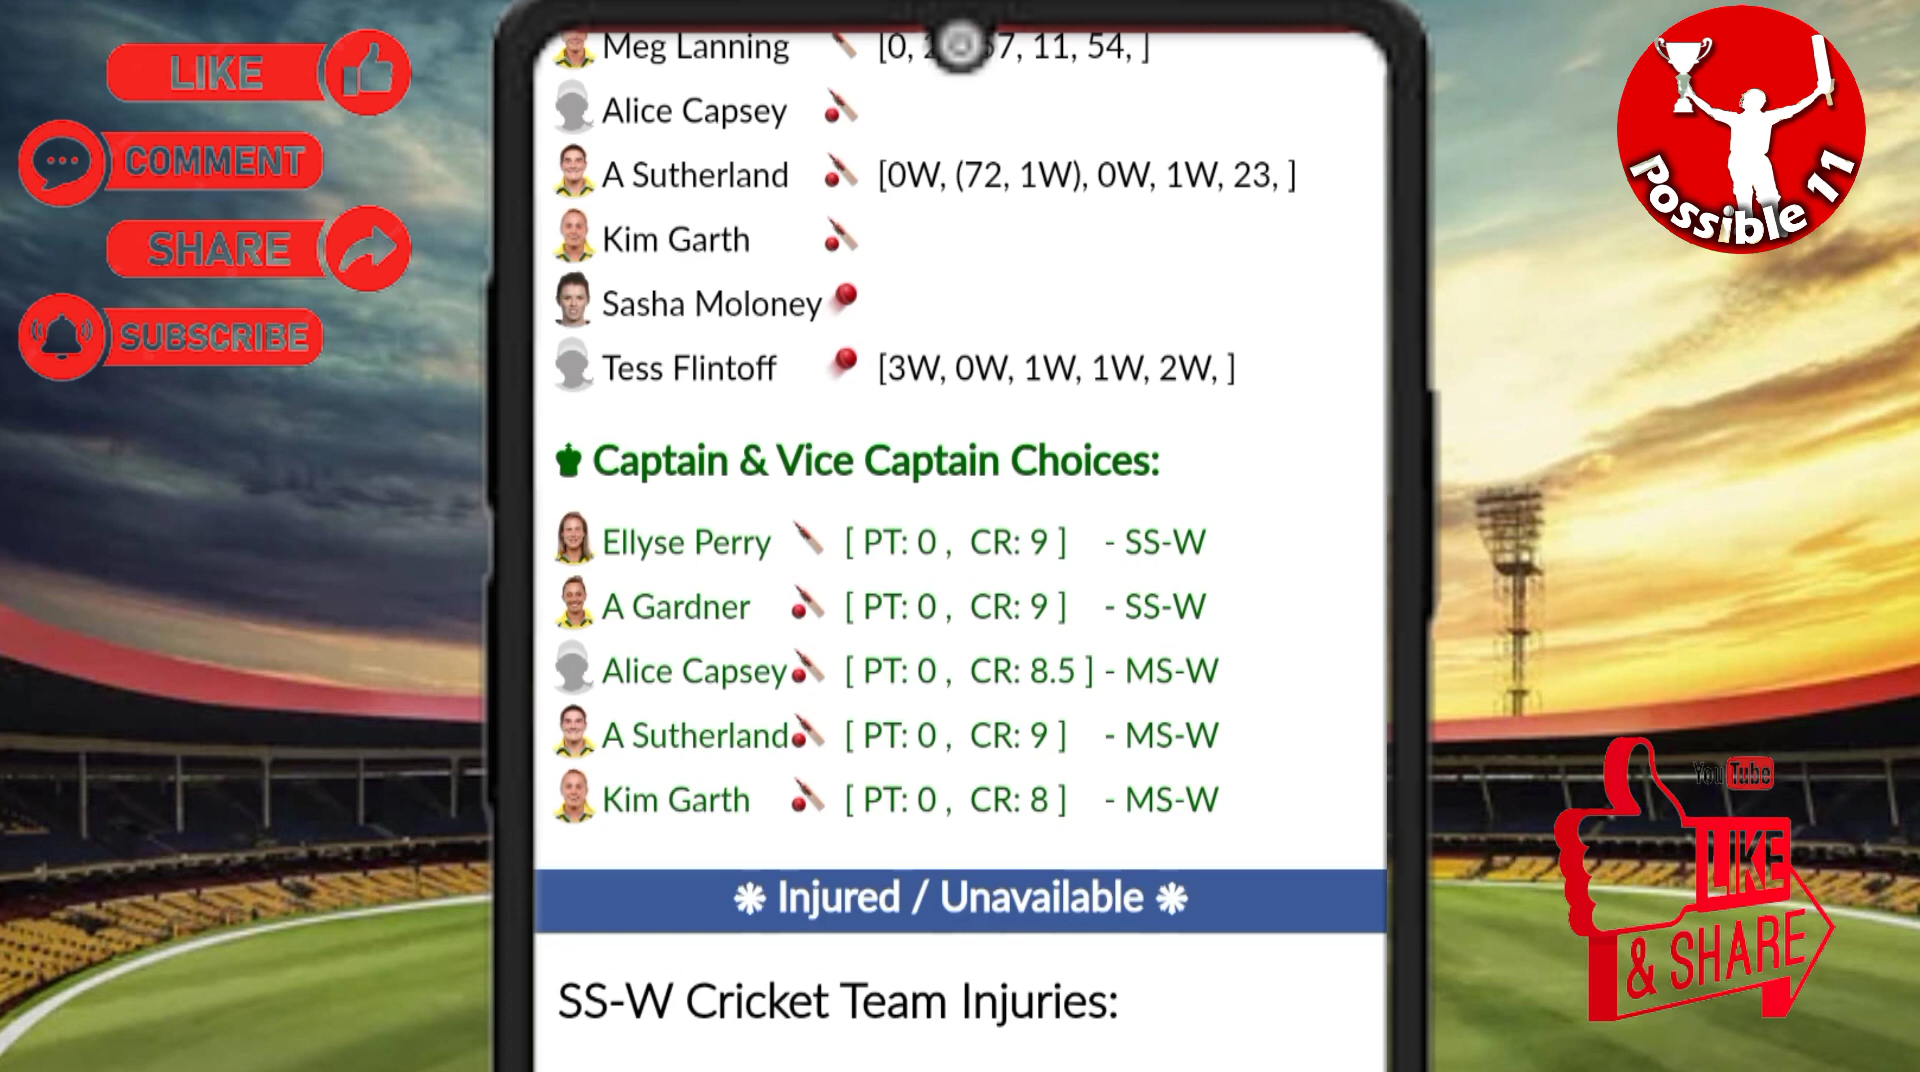 LIKE
COMMENT
SHARE
SUBSCRIBE
Meg Lanning [0, 7, 11, 54, ]
Alice Capsey
A Sutherland [0W, (72, 1W), 0W, 1W, 23, ]
Kim Garth
Sasha Moloney
Tess Flintoff [3W, 0W, 1W, 1W, 2W, ]
Captain & Vice Captain Choices:
Ellyse Perry [ PT: 0 , CR: 9 ] - SS-W
A Gardner [ PT: 0 , CR: 9 ] - SS-W
Alice Capsey [ PT: 0 , CR: 8.5 ] - MS-W
A Sutherland [ PT: 0 , CR: 9 ] - MS-W
Kim Garth [ PT: 0 , CR: 8 ] - MS-W
Injured / Unavailable
SS-W Cricket Team Injuries:
Possible 11
YouTube
LIKE
& SHARE